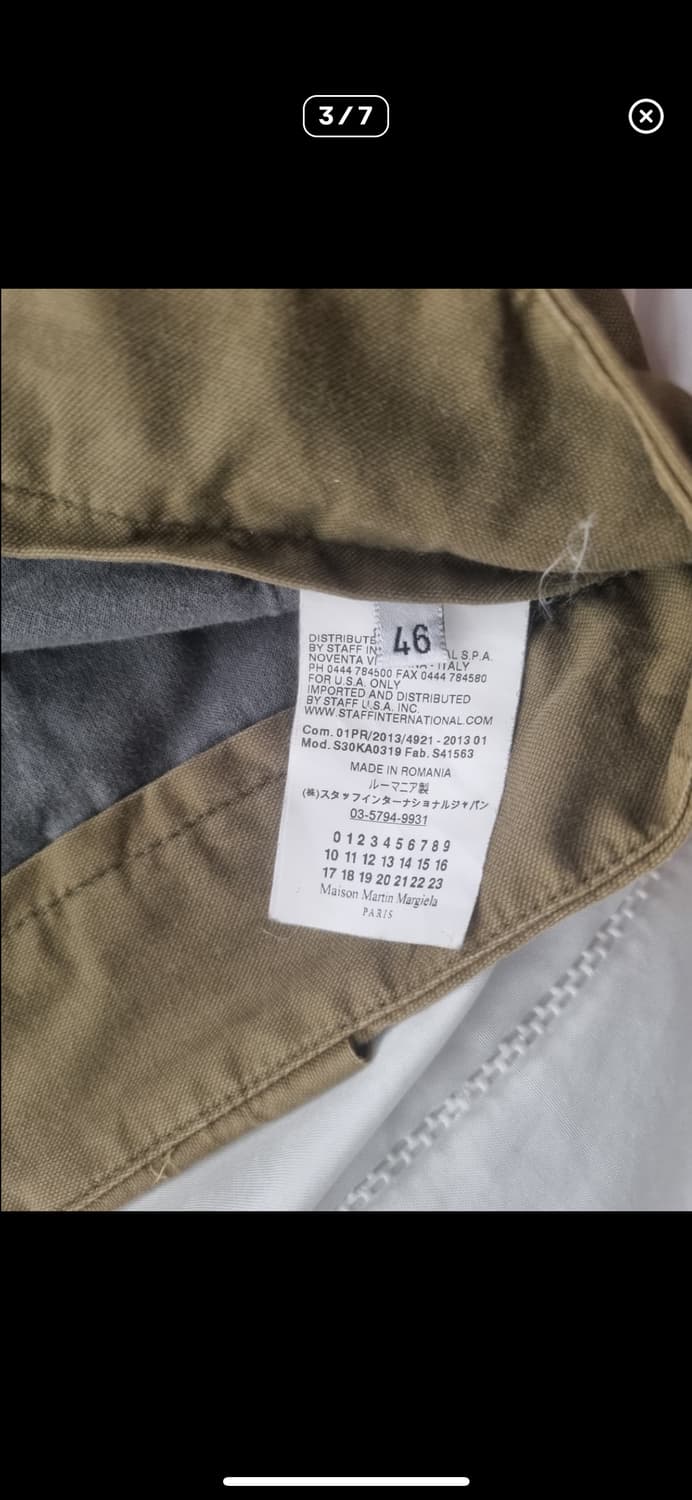 3/7
46
DISTRIBUTE
BY STAFF IN AL S.P.A.
NOVENTA VI - ITALY
PH 0444 784500 FAX 0444 784580
FOR U.S.A. ONLY
IMPORTED AND DISTRIBUTED
BY STAFF U.S.A. INC.
WWW.STAFFINTERNATIONAL.COM
Com. 01PR/2013/4921 - 2013 01
Mod. S30KA0319 Fab. S41563
MADE IN ROMANIA
ルーマニア製
(株)スタッフインターナショナルジャパン
03-5794-9931
0 1 2 3 4 5 6 7 8 9
10 11 12 13 14 15 16
17 18 19 20 21 22 23
Maison Martin Margiela
PARIS